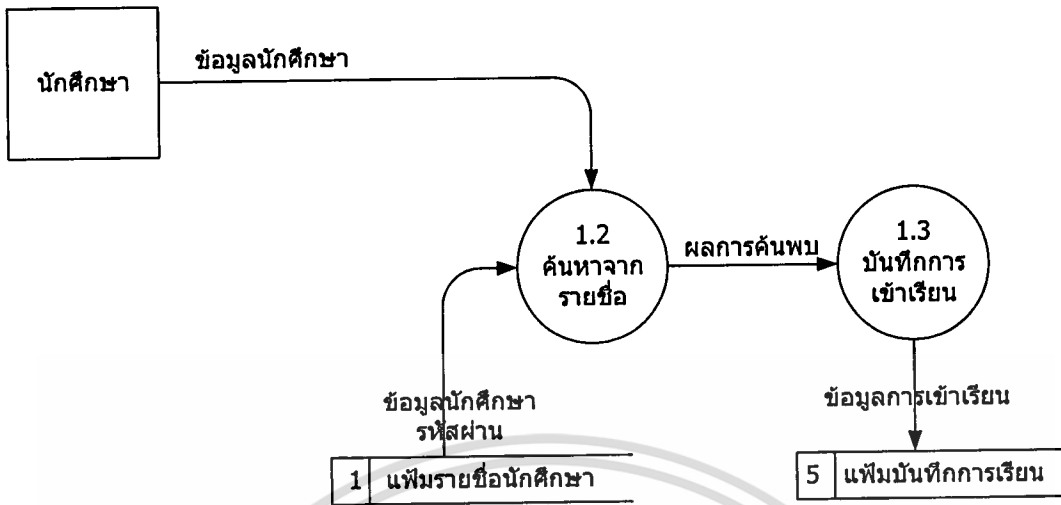 นักศึกษา
ข้อมูลนักศึกษา
1.2
ค้นหาจาก
รายชื่อ
ผลการค้นพบ
1.3
บันทึกการ
เข้าเรียน
ข้อมูลนักศึกษา
รหัสผ่าน
ข้อมูลการเข้าเรียน
1 แฟ้มรายชื่อนักศึกษา
5 แฟ้มบันทึกการเรียน